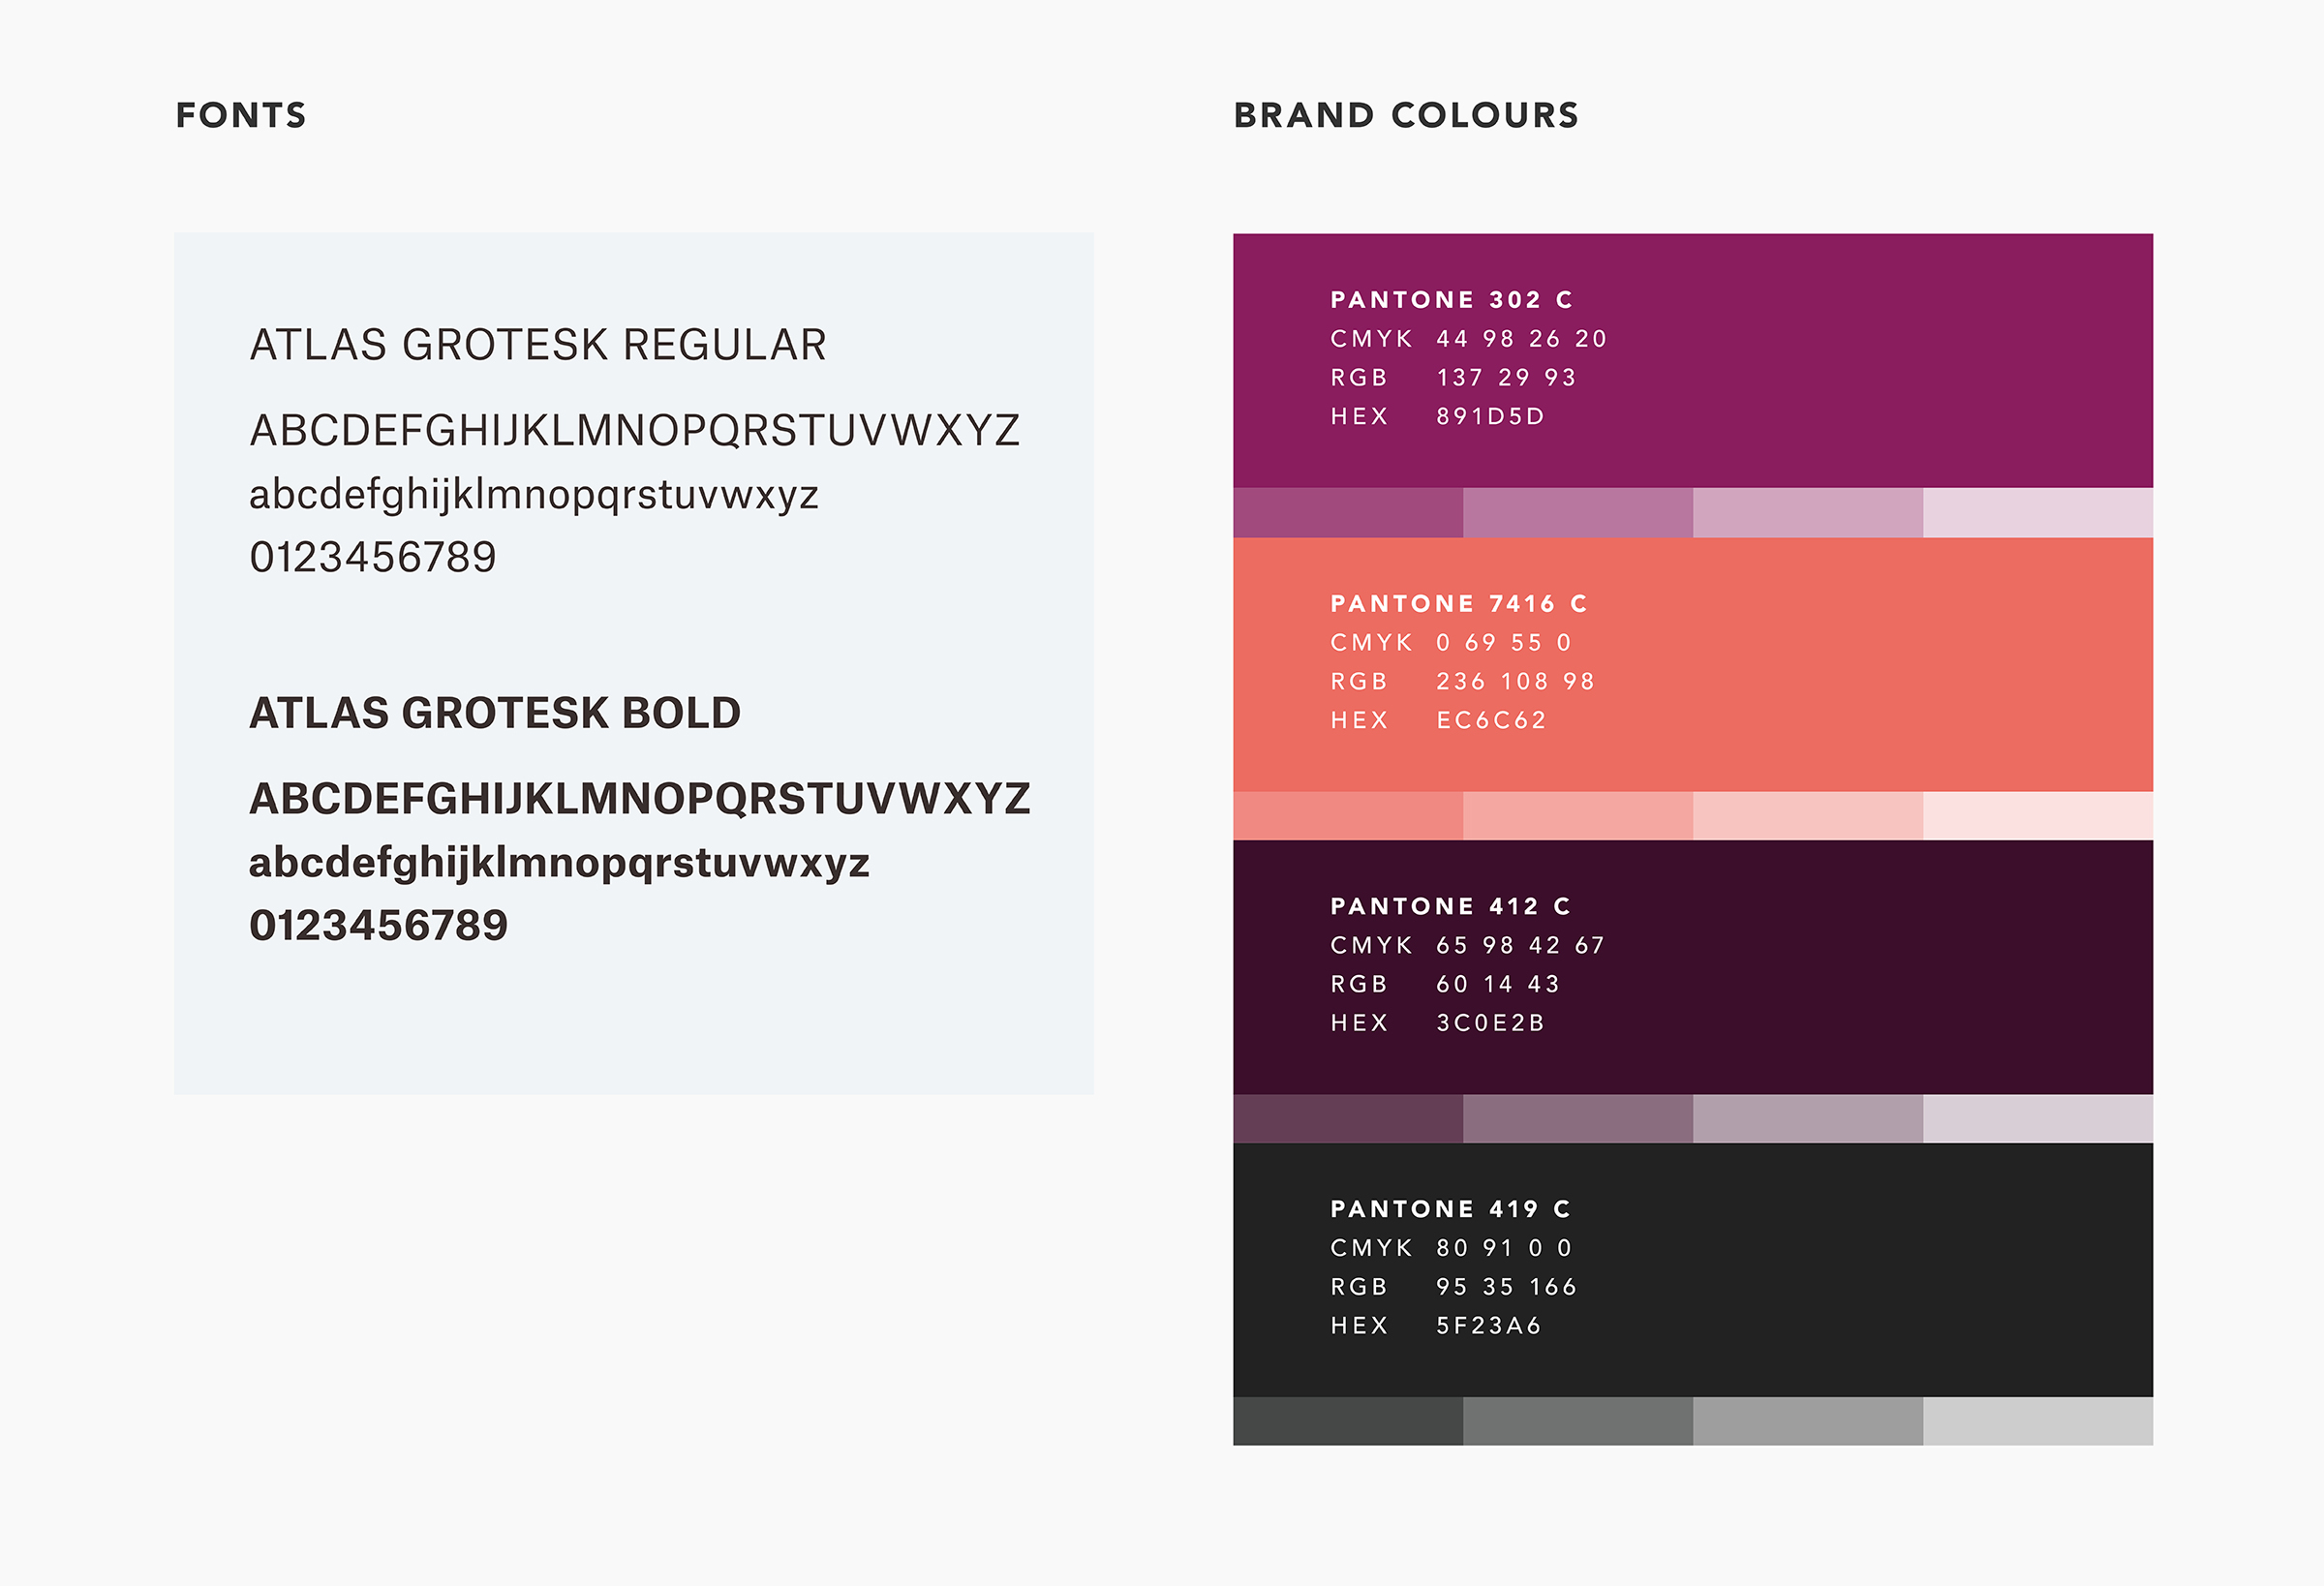 FONTS
ATLAS GROTESK REGULAR
ABCDEFGHIJKLMNOPQRSTUVWXYZ
abcdefghijklmnopqrstuvwxyz
0123456789
ATLAS GROTESK BOLD
ABCDEFGHIJKLMNOPQRSTUVWXYZ
abcdefghijklmnopqrstuvwxyz
0123456789
BRAND COLOURS
PANTONE 302 C
CMYK 44 98 26 20
RGB 137 29 93
HEX 891D5D
PANTONE 7416 C
CMYK 0 69 55 0
RGB 236 108 98
HEX EC6C62
PANTONE 412 C
CMYK 65 98 42 67
RGB 60 14 43
HEX 3C0E2B
PANTONE 419 C
CMYK 80 91 0 0
RGB 95 35 166
HEX 5F23A6